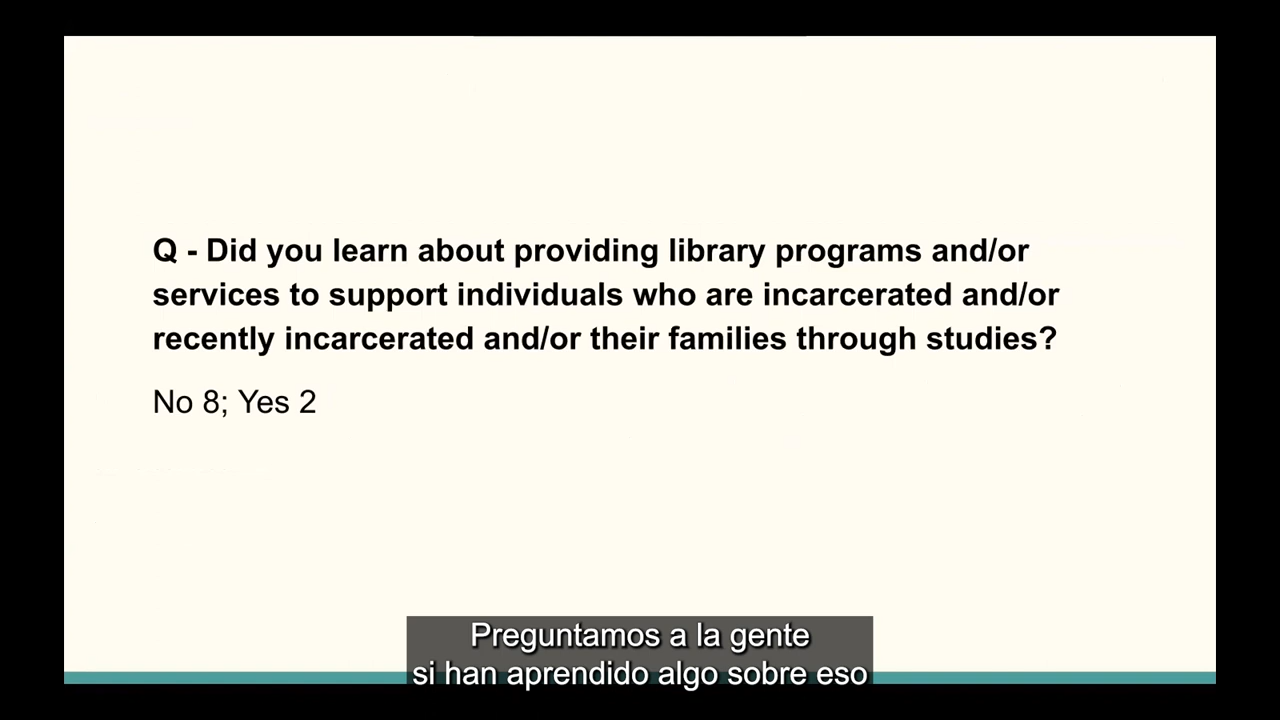 Q - Did you learn about providing library programs and/or
services to support individuals who are incarcerated and/or
recently incarcerated and/or their families through studies?
No 8; Yes 2
Preguntamos a la gente
si han aprendido algo sobre eso